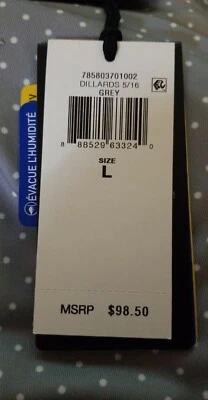 785803701002
DILLARDS 5/16
GREY
8 88529 63324 0
SIZE
L
MSRP $98.50
ÉVACUE L'HUMIDITÉ